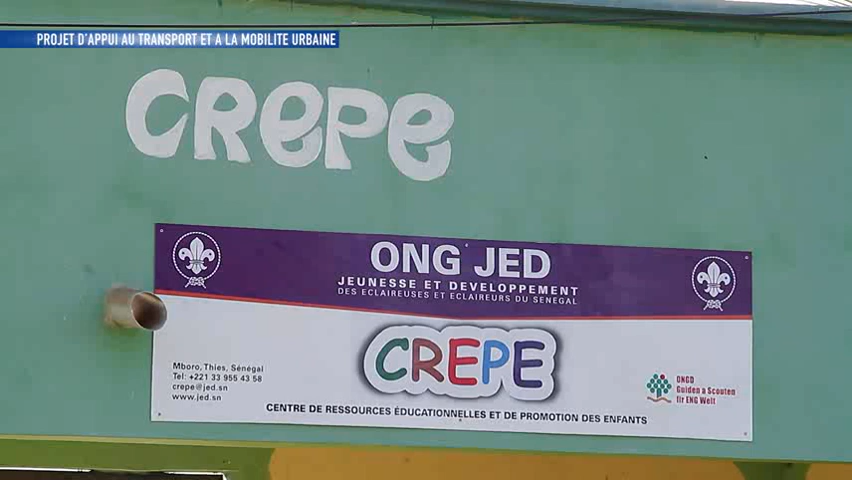 PROJET D'APPUI AU TRANSPORT ET A LA MOBILITE URBAINE
CREPE
ONG JED
JEUNESSE ET DEVELOPPEMENT
DES ECLAIREUSES ET ECLAIREURS DU SENEGAL
CREPE
Mboro, Thies, Sénégal
Tel: +221 33 955 43 58
crepe@jed.sn
www.jed.sn
ONGD
Guiden a Scouten
fir ENG Welt
CENTRE DE RESSOURCES ÉDUCATIONNELLES ET DE PROMOTION DES ENFANTS